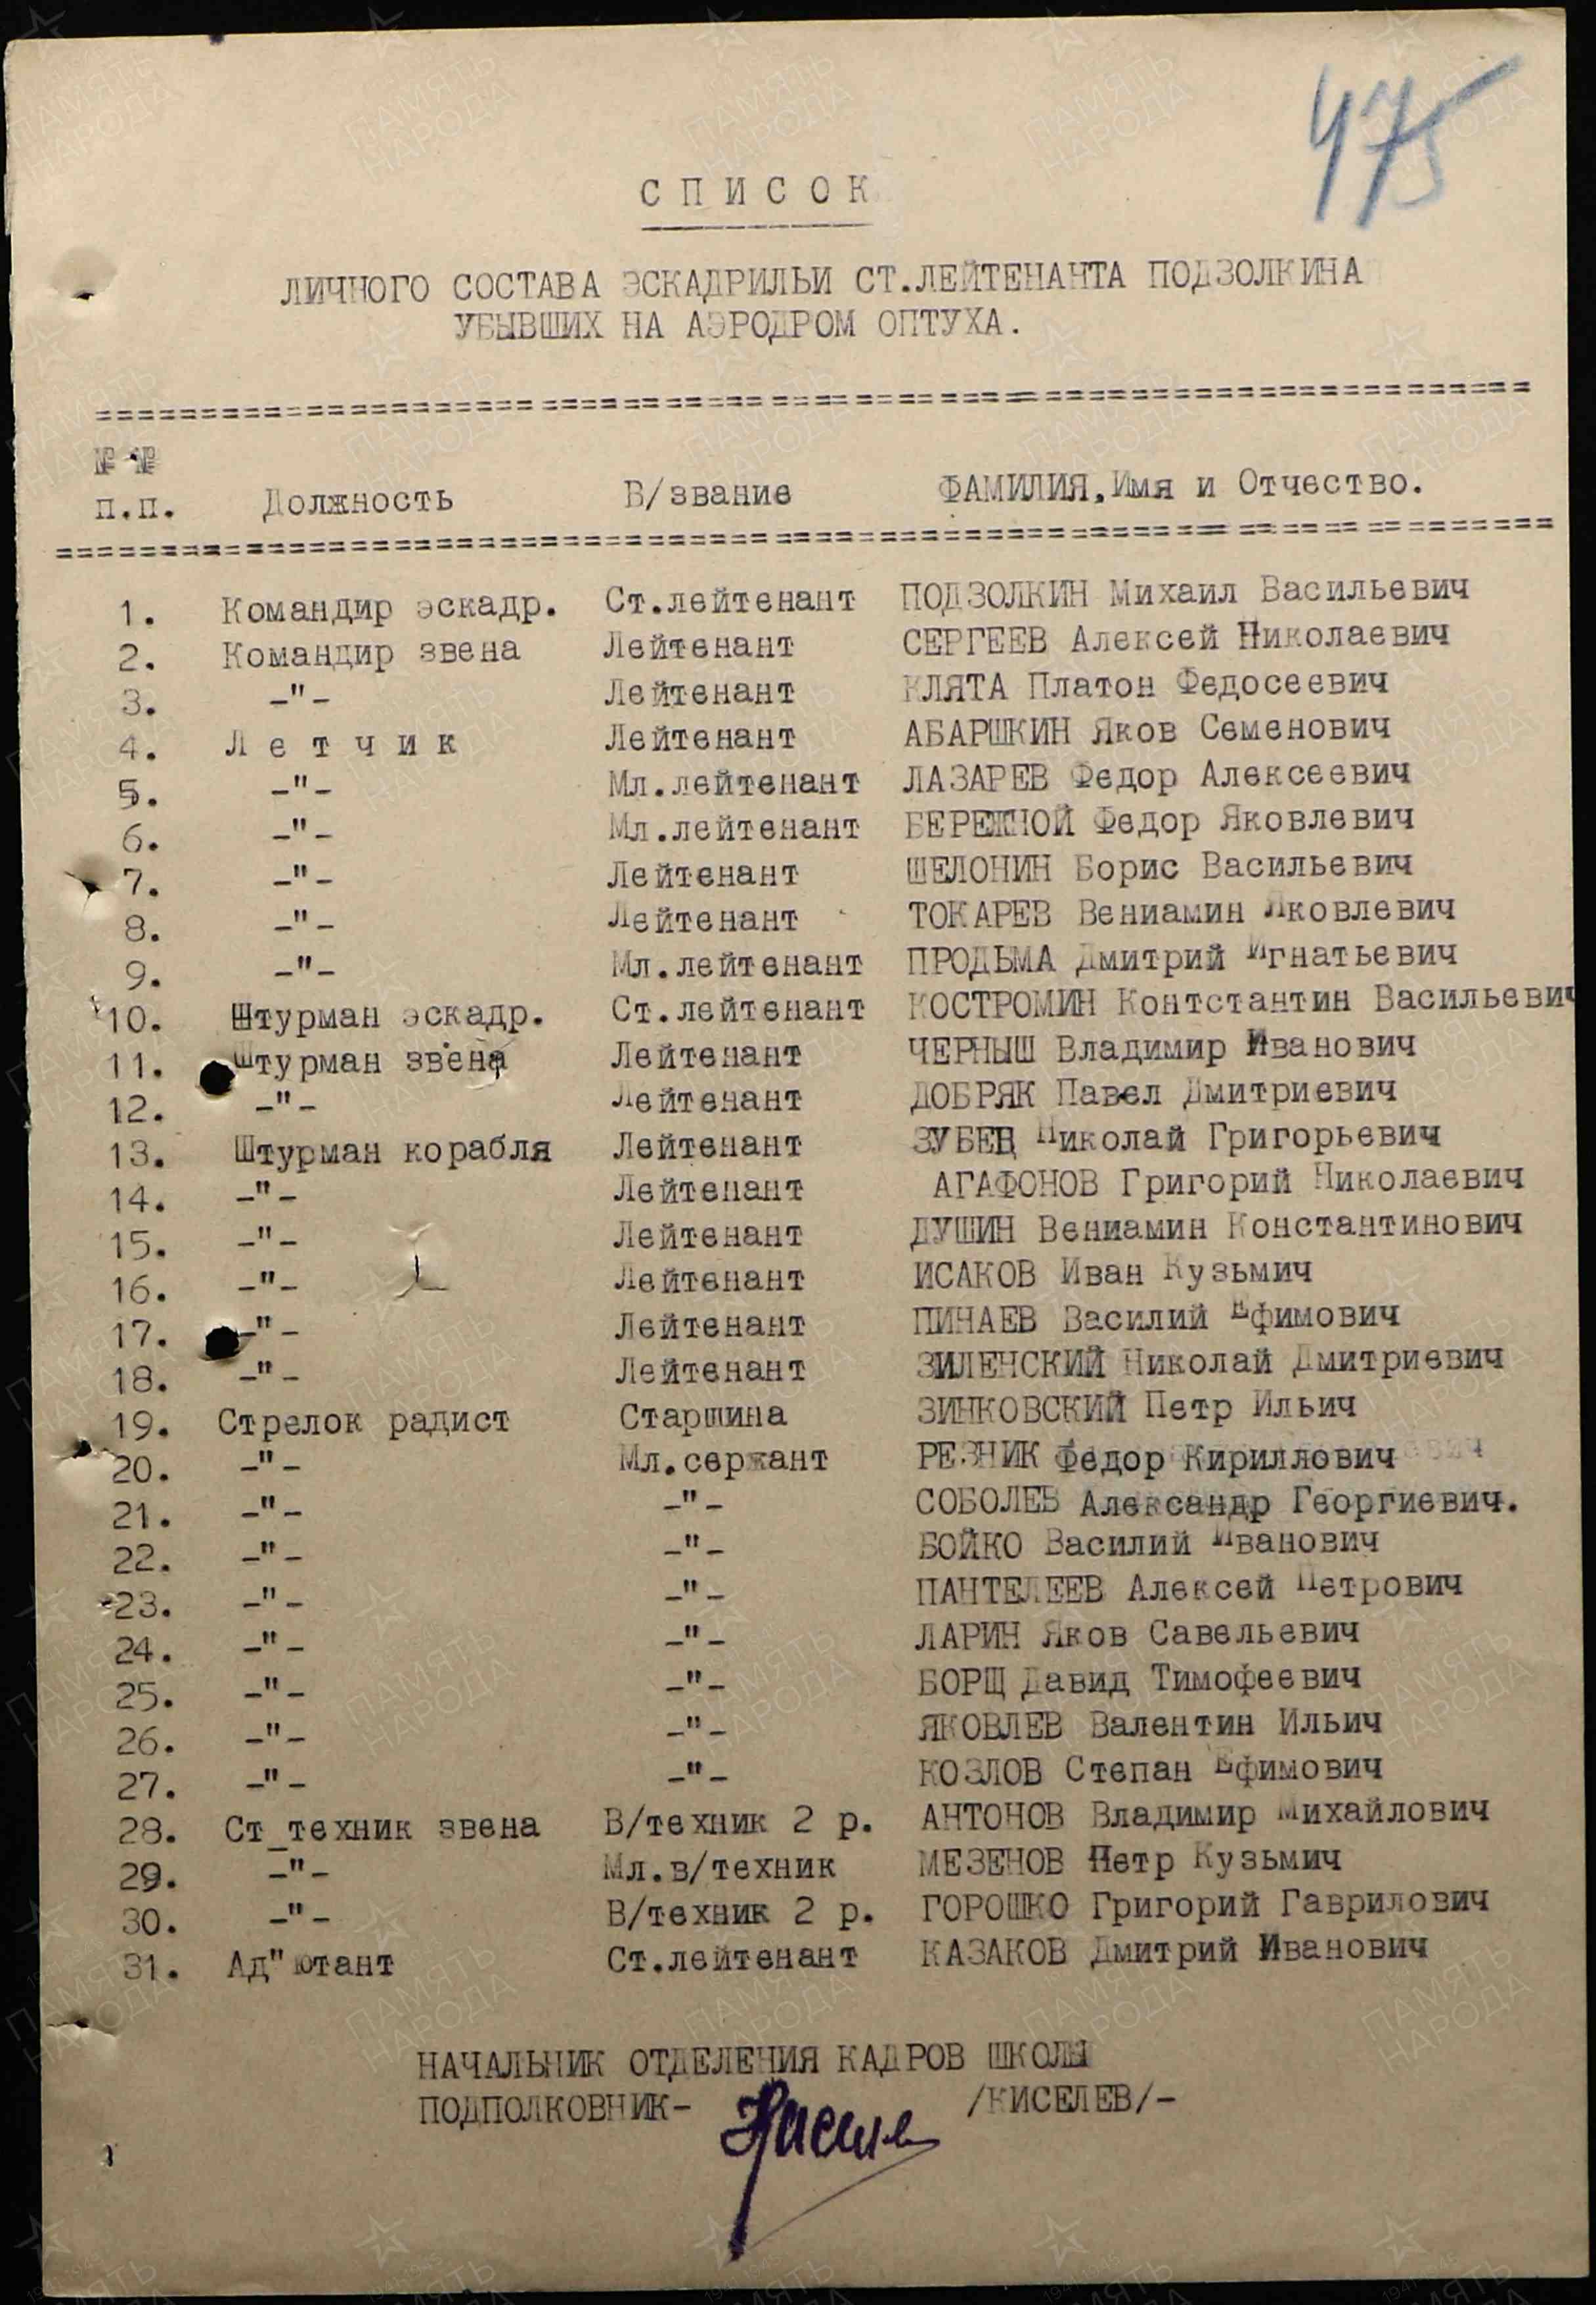 475
С П И С О К
ЛИЧНОГО СОСТАВА ЭСКАДРИЛЬИ СТ.ЛЕЙТЕНАНТА ПОДЗОЛКИНА
УБЫВШИХ НА АЭРОДРОМ ОПТУХА.
№ №
п.п. Должность В/звание ФАМИЛИЯ,Имя и Отчество.
1. Командир эскадр. Ст.лейтенант ПОДЗОЛКИН Михаил Васильевич
2. Командир звена Лейтенант СЕРГЕЕВ Алексей Николаевич
3. -"- Лейтенант КЛЯТА Платон Федосеевич
4. Л е т ч и к Лейтенант АБАРШКИН Яков Семенович
5. -"- Мл.лейтенант ЛАЗАРЕВ Федор Алексеевич
6. -"- Мл.лейтенант БЕРЕЖНОЙ Федор Яковлевич
7. -"- Лейтенант ШЕЛОНИН Борис Васильевич
8. -"- Лейтенант ТОКАРЕВ Вениамин Яковлевич
9. -"- Мл.лейтенант ПРОДЬМА Дмитрий Игнатьевич
10. Штурман эскадр. Ст.лейтенант КОСТРОМИН Контстантин Васильевич
11. Штурман звена Лейтенант ЧЕРНЫШ Владимир Иванович
12. -"- Лейтенант ДОБРЯК Павел Дмитриевич
13. Штурман корабля Лейтенант ЗУБЕЦ Николай Григорьевич
14. -"- Лейтенант АГАФОНОВ Григорий Николаевич
15. -"- Лейтенант ДУШИН Вениамин Константинович
16. -"- Лейтенант ИСАКОВ Иван Кузьмич
17. -"- Лейтенант ПИНАЕВ Василий Ефимович
18. -"- Лейтенант ЗИЛЕНСКИЙ Николай Дмитриевич
19. Стрелок радист Старшина ЗИНКОВСКИЙ Петр Ильич
20. -"- Мл.сержант РЕЗНИК Федор Кириллович
21. -"- -"- СОБОЛЕВ Александр Георгиевич.
22. -"- -"- БОЙКО Василий Иванович
23. -"- -"- ПАНТЕЛЕЕВ Алексей Петрович
24. -"- -"- ЛАРИН Яков Савельевич
25. -"- -"- БОРЩ Давид Тимофеевич
26. -"- -"- ЯКОВЛЕВ Валентин Ильич
27. -"- -"- КОЗЛОВ Степан Ефимович
28. Ст_техник звена В/техник 2 р. АНТОНОВ Владимир Михайлович
29. -"- Мл.в/техник МЕЗЕНОВ Петр Кузьмич
30. -"- В/техник 2 р. ГОРОШКО Григорий Гаврилович
31. Ад"ютант Ст.лейтенант КАЗАКОВ Дмитрий Иванович
НАЧАЛЬНИК ОТДЕЛЕНИЯ КАДРОВ ШКОЛЫ
ПОДПОЛКОВНИК- /КИСЕЛЕВ/-